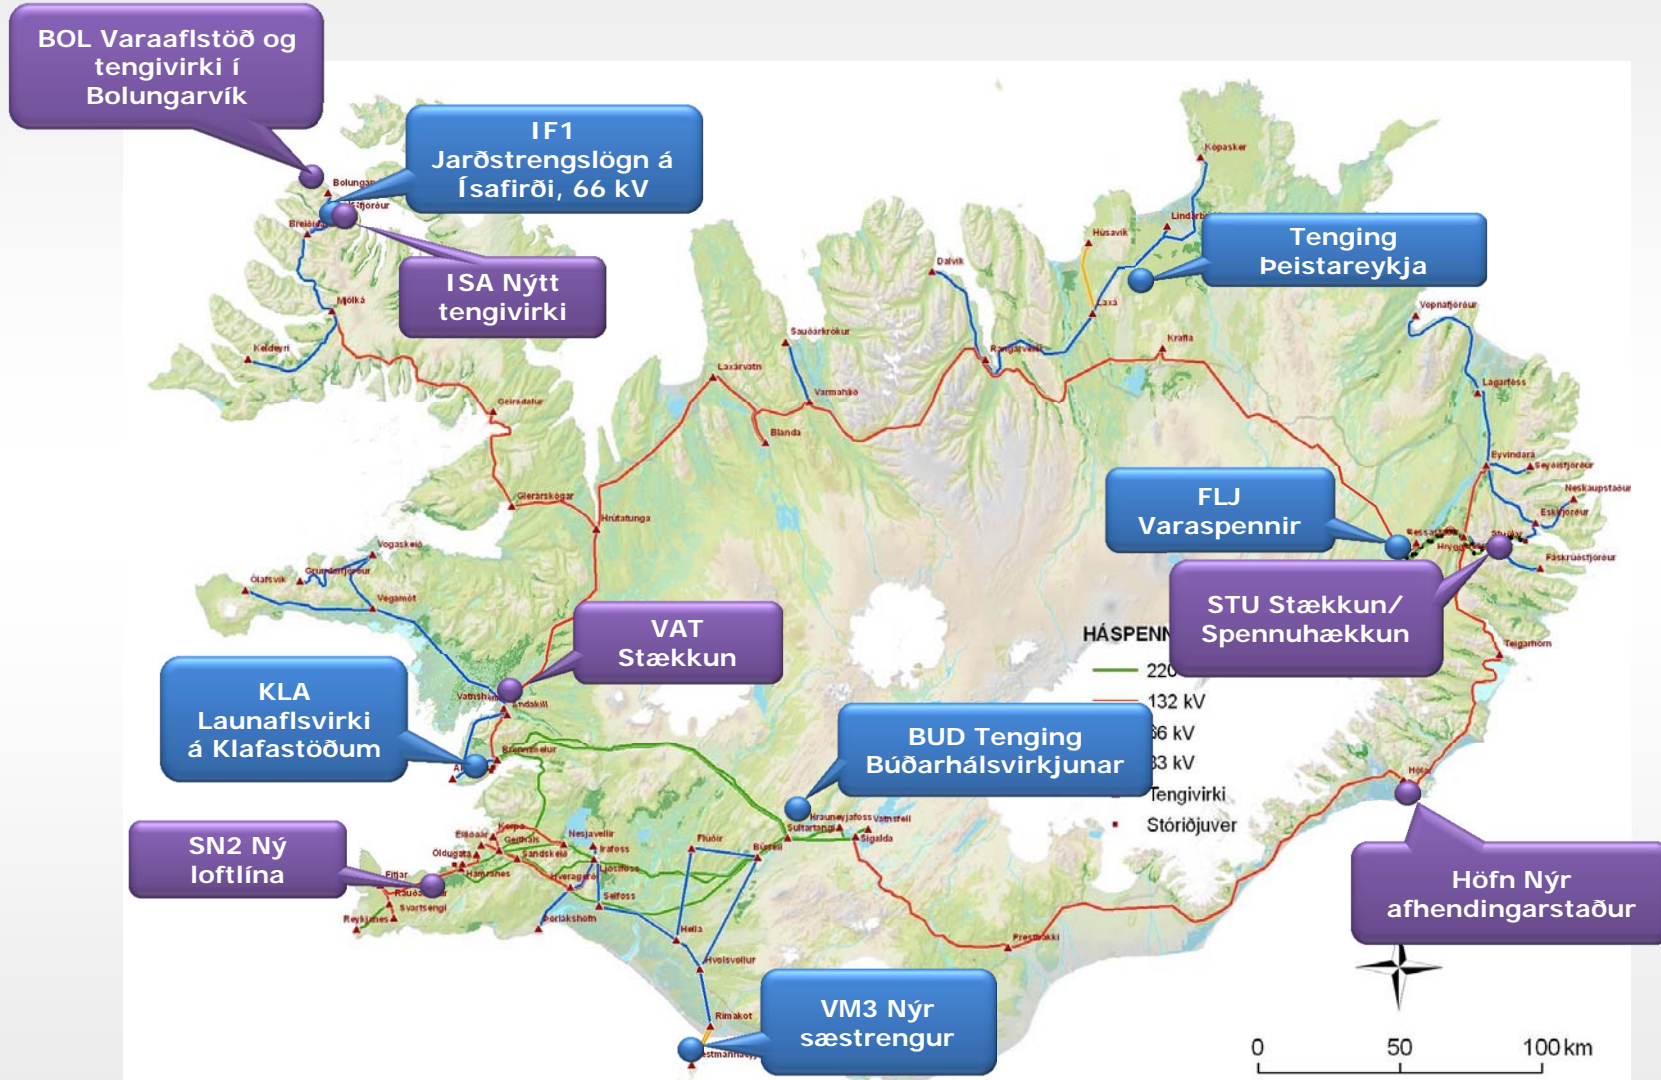 BOL Varaaflstöð og
tengivirki í
Bolungarvík
IF1
Jarðstrengslögn á
Ísafirði, 66 kV
ISA Nýtt
tengivirki
Tenging
Þeistareykja
FLJ
Varaspennir
STU Stækkun/
Spennuhækkun
VAT
Stækkun
KLA
Launaflsvirki
á Klafastöðum
BUD Tenging
Búðarhálsvirkjunar
SN2 Ný
loftlína
Höfn Nýr
afhendingarstaður
VM3 Nýr
sæstrengur
132 kV
Tengivirki
Stóriðjuver
0 50 100 km
Mjólká
Keldeyri
Geiradalur
Glerárskógar
Hrútatunga
Laxárvatn
Blanda
Varmahlíð
Sauðárkrókur
Dalvík
Rangárvellir
Húsavík
Laxá
Kópasker
Krafla
Vopnafjörður
Lagarfoss
Eyvindará
Seyðisfjörður
Neskaupstaður
Eskifjörður
Fáskrúðsfjörður
Teigarhorn
Hólar
Prestbakki
Sigalda
Vatnsfell
Hrauneyjafoss
Sultartangi
Búrfell
Flúðir
Hella
Hvolsvöllur
Rimakot
Selfoss
Þorlákshöfn
Hveragerði
Ljósifoss
Írafoss
Nesjavellir
Sandskeið
Geitháls
Korpa
Elliðaár
Öldugata
Hamranes
Fitjar
Svartsengi
Reykjanes
Brennimelur
Andakíll
Vegamót
Vogaskeið
Grundarfjörður
Ólafsvík